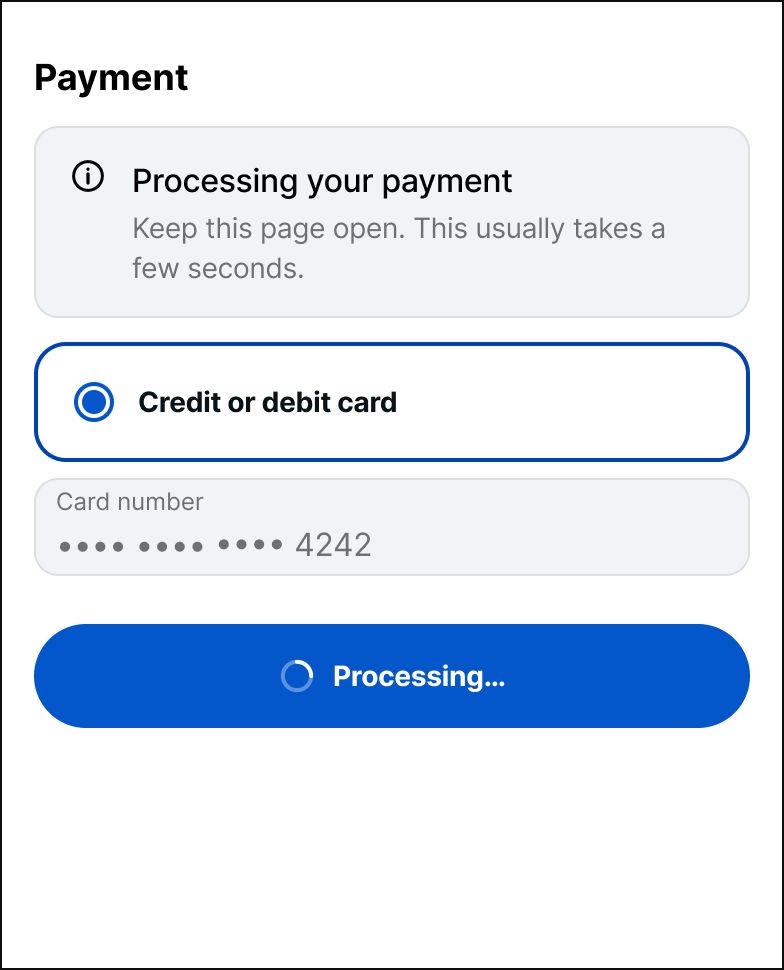 Payment
Processing your payment
Keep this page open. This usually takes a
few seconds.
Credit or debit card
Card number
•••• •••• •••• 4242
Processing…